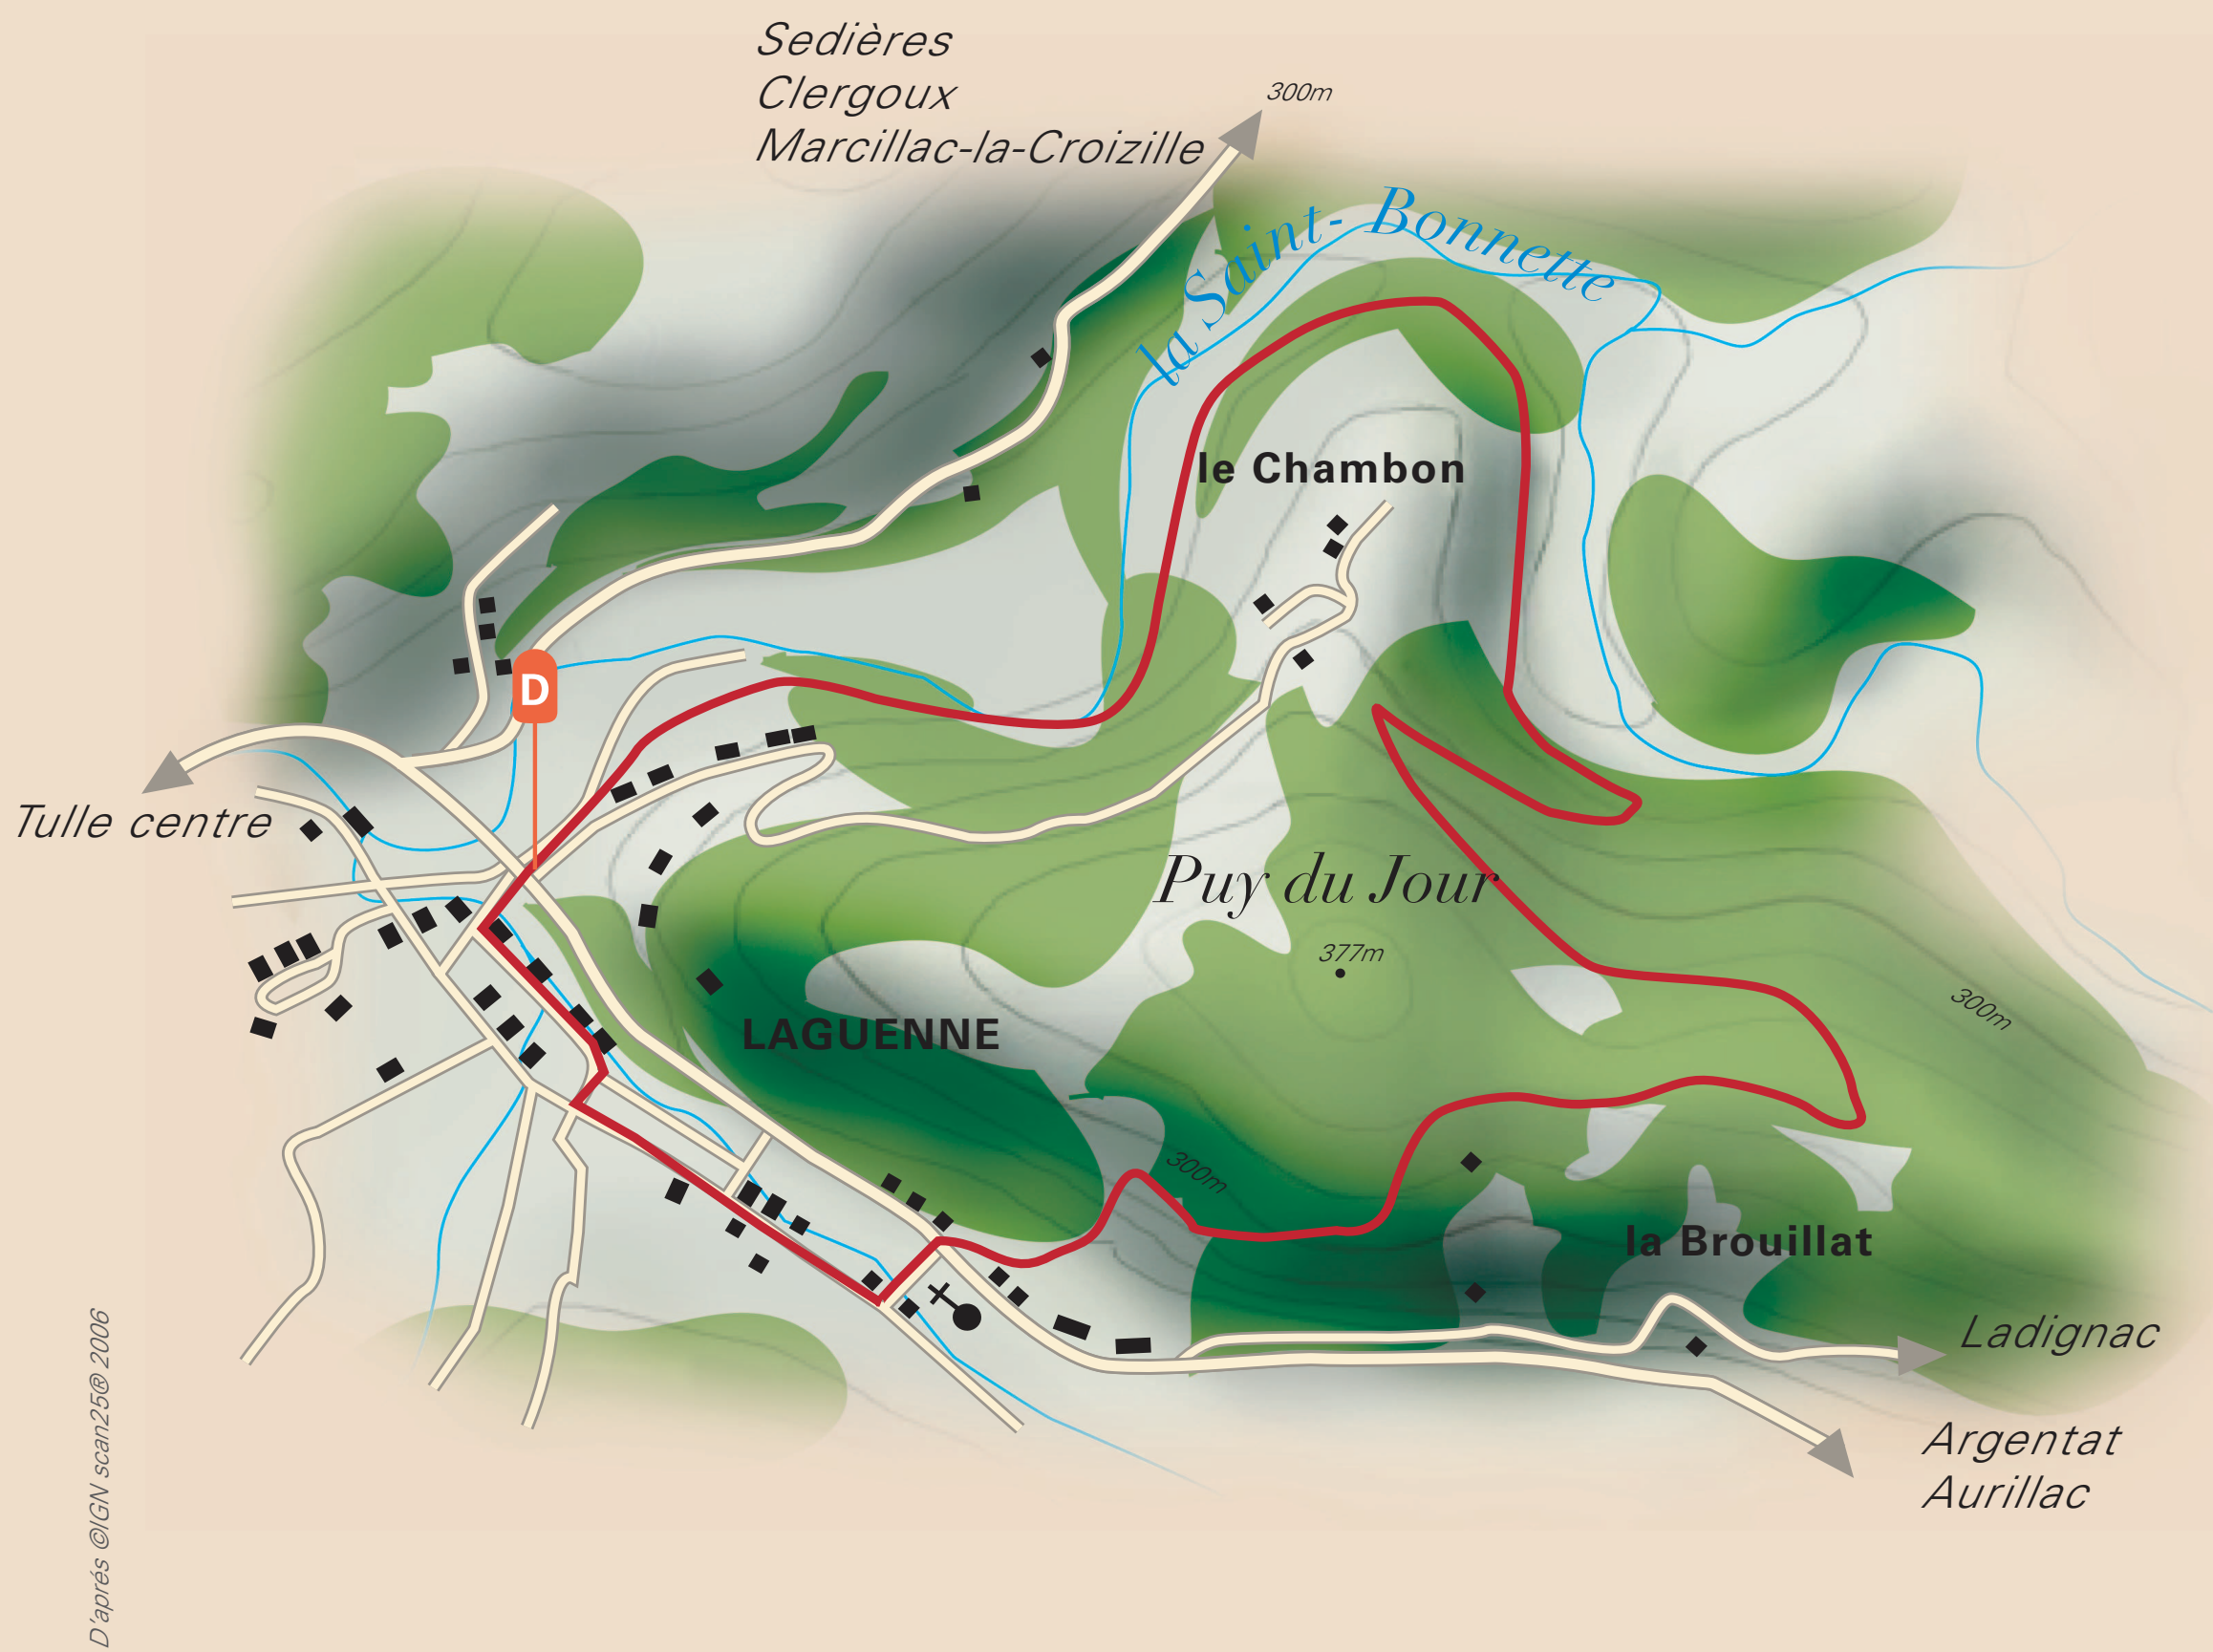 Sedières
Clergoux
Marcillac-la-Croizille
300m
la Saint-Bonnette
le Chambon
D
Tulle centre
Puy du Jour
377m
300m
LAGUENNE
300m
la Brouillat
Ladignac
Argentat
Aurillac
D'aprés ©IGN scan25® 2006